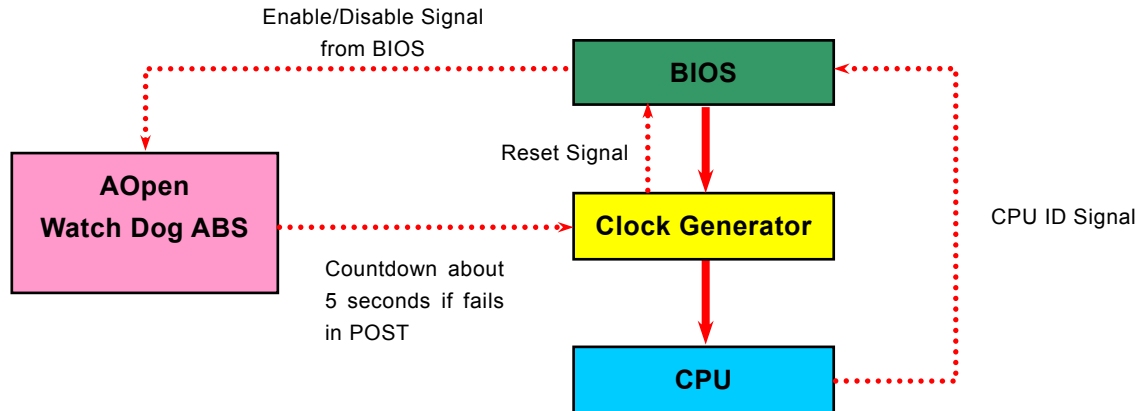 Enable/Disable Signal
from BIOS
BIOS
Reset Signal
AOpen
Watch Dog ABS
Clock Generator
CPU ID Signal
Countdown about
5 seconds if fails
in POST
CPU